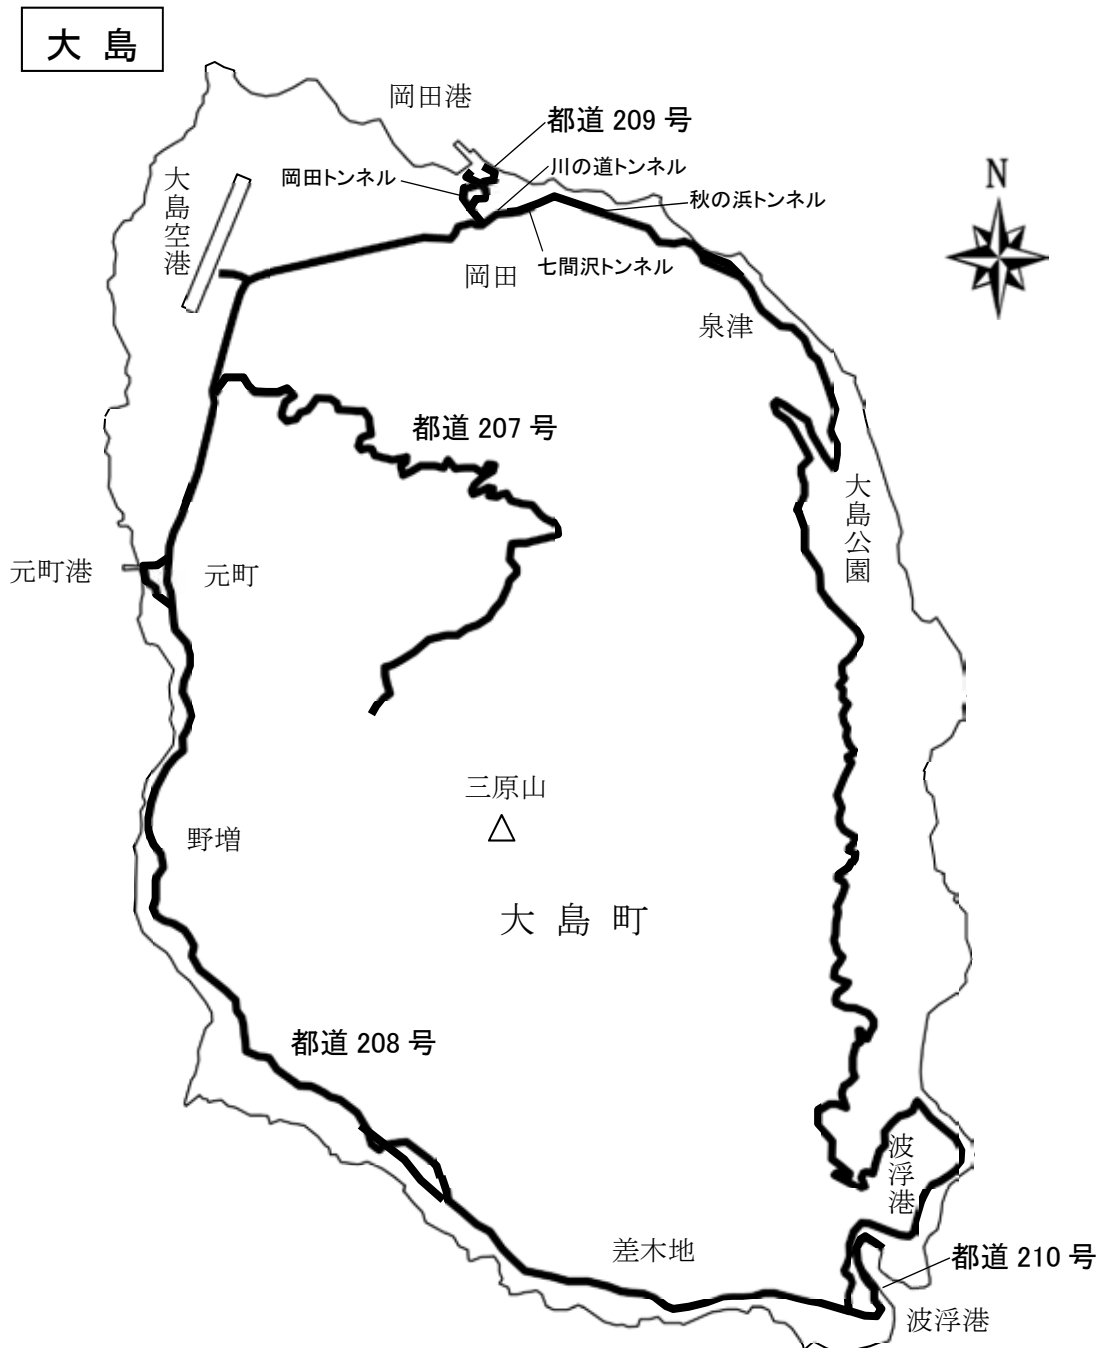 大 島
岡田港
都道 209 号
川の道トンネル
岡田トンネル
秋の浜トンネル
N
大島空港
七間沢トンネル
岡田
泉津
都道 207 号
大島公園
元町港
元町
三原山
野増
大 島 町
都道 208 号
波浮港
差木地
都道 210 号
波浮港